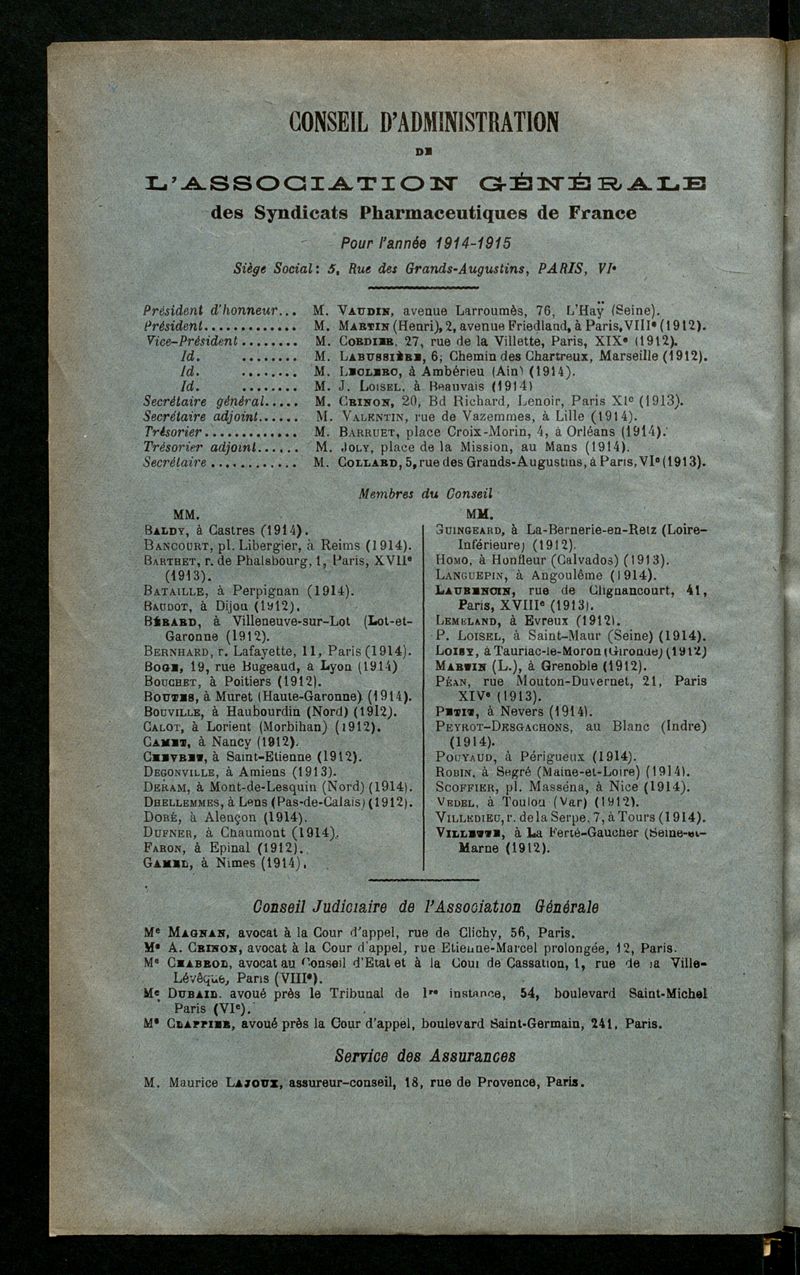 CONSEIL D'ADMINISTRATION
DE
L'ASSOCIATION GÉNÉRALE
des Syndicats Pharmaceutiques de France
Pour l'année 1914-1915
Siège Social: 5, Rue des Grands-Augustins, PARIS, VIe
Président d'honneur... M. VAUDIN, avenue Larroumès, 76, L'Haÿ (Seine).
Président............. M. MARTIN (Henri), 2, avenue Friedland, à Paris, VIIIe (1912).
Vice-Président........ M. CORDIER, 27, rue de la Villette, Paris, XIXe (1912).
Id. ........ M. LABUSSIÈRE, 6, Chemin des Chartreux, Marseille (1912).
Id. ........ M. LECLERC, à Ambérieu (Ain) (1914).
Id. ........ M. J. LOISEL, à Beauvais (1914)
Secrétaire général..... M. CRINON, 20, Bd Richard, Lenoir, Paris XIe (1913).
Secrétaire adjoint...... M. VALENTIN, rue de Vazemmes, à Lille (1914).
Trésorier............. M. BARRUET, place Croix-Morin, 4, à Orléans (1914).
Trésorier adjoint...... M. JOLY, place de la Mission, au Mans (1914).
Secrétaire............ M. COLLARD, 5, rue des Grands-Augustins, à Paris, VIe (1913).
Membres du Conseil
MM.
BALDY, à Castres (1914).
BANCOURT, pl. Libergier, à Reims (1914).
BARTHET, r. de Phalsbourg, 1, Paris, XVIIe
(1913).
BATAILLE, à Perpignan (1914).
BAUDOT, à Dijon (1912).
BÉRARD, à Villeneuve-sur-Lot (Lot-et-
Garonne (1912).
BERNHARD, r. Lafayette, 11, Paris (1914).
BOGE, 19, rue Bugeaud, à Lyon (1914)
BOUCHET, à Poitiers (1912).
BOUTES, à Muret (Haute-Garonne) (1914).
BOUVILLE, à Haubourdin (Nord) (1912).
CALOT, à Lorient (Morbihan) (1912).
CAMET, à Nancy (1912).
CHEVRET, à Saint-Etienne (1912).
DEGONVILLE, à Amiens (1913).
DERAM, à Mont-de-Lesquin (Nord) (1914).
DHELLEMMES, à Lens (Pas-de-Calais) (1912).
DORÉ, à Alençon (1914).
DUFNER, à Chaumont (1914).
FARON, à Epinal (1912).
GAMEL, à Nimes (1914).
MM.
GUINGEARD, à La-Bernerie-en-Retz (Loire-
Inférieure) (1912).
HOMO, à Honfleur (Calvados) (1913).
LANGUEPIN, à Angoulême (1914).
LAURENCIN, rue de Clignancourt, 41,
Paris, XVIIIe (1913).
LEMELAND, à Evreux (1912).
P. LOISEL, à Saint-Maur (Seine) (1914).
LOISY, à Tauriac-le-Moron (Gironde) (1912)
MARTIN (L.), à Grenoble (1912).
PÉAN, rue Mouton-Duvernet, 21, Paris
XIVe (1913).
PETIT, à Nevers (1914).
PEYROT-DESGACHONS, au Blanc (Indre)
(1914).
POUYAUD, à Périgueux (1914).
ROBIN, à Segré (Maine-et-Loire) (1914).
SCOFFIER, pl. Masséna, à Nice (1914).
VEDEL, à Toulon (Var) (1912).
VILLEDIEU, r. de la Serpe, 7, à Tours (1914).
VILLETTE, à La Ferté-Gaucher (Seine-et-
Marne (1912).
Conseil Judiciaire de l'Association Générale
Me MAGNAN, avocat à la Cour d'appel, rue de Clichy, 56, Paris.
Me A. CRINON, avocat à la Cour d'appel, rue Etienne-Marcel prolongée, 12, Paris.
Me CHABROL, avocat au Conseil d'Etat et à la Cour de Cassation, 1, rue de la Ville-
Lévêque, Paris (VIIIe).
Me DUBAIL, avoué près le Tribunal de 1re instance, 54, boulevard Saint-Michel
Paris (VIe).
Me CLAPPIER, avoué près la Cour d'appel, boulevard Saint-Germain, 241, Paris.
Service des Assurances
M. Maurice LAJOUX, assureur-conseil, 18, rue de Provence, Paris.